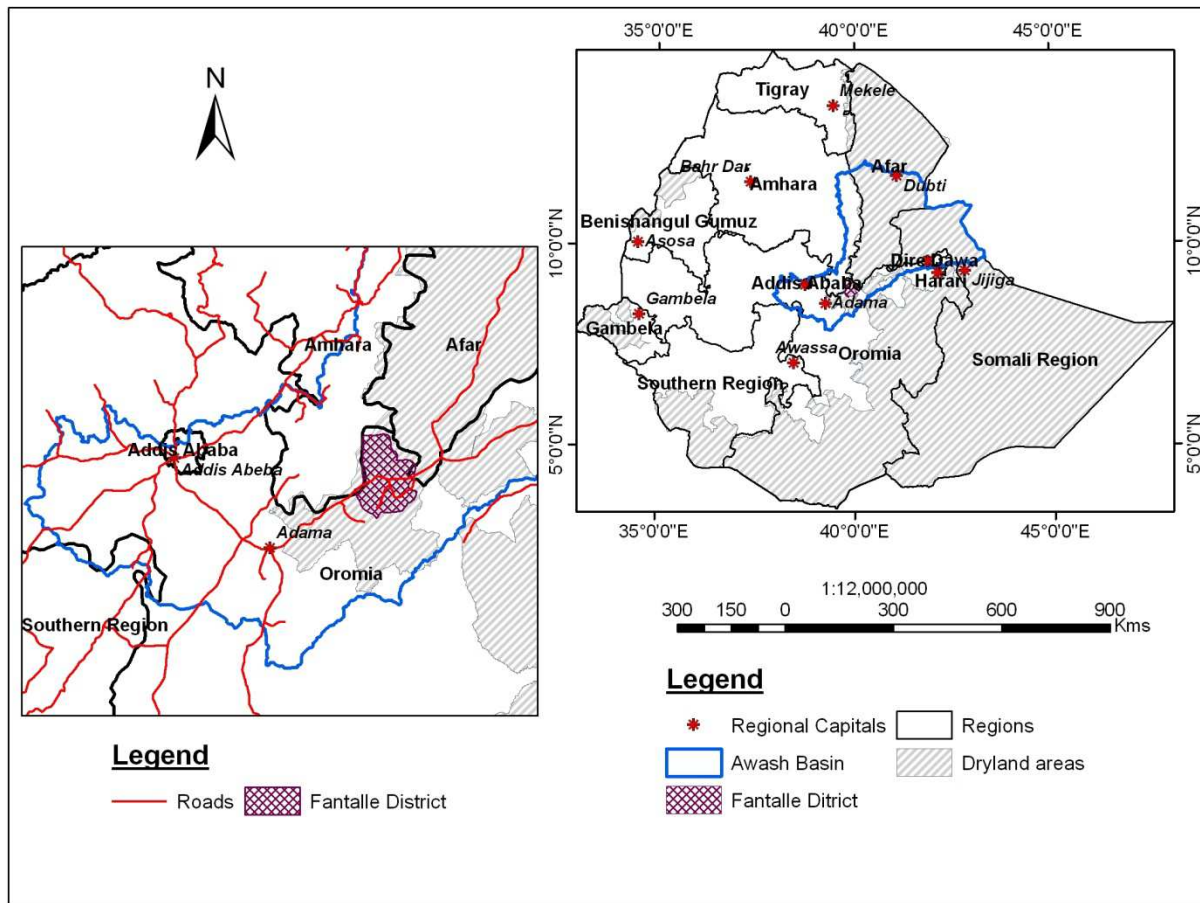 N
Amhara
Afar
Addis Ababa
Addis Abeba
Adama
Oromia
Southern Region
Legend
Roads
Fantalle District
35°0'0"E
40°0'0"E
45°0'0"E
10°0'0"N
5°0'0"N
10°0'0"N
5°0'0"N
35°0'0"E
40°0'0"E
45°0'0"E
Tigray
Mekele
Bahr Dar
Amhara
Afar
Dubti
Benishangul Gumuz
Asosa
Dire Dawa
Addis Ababa
Harari
Jijiga
Gambela
Adama
Gambela
Awassa
Oromia
Somali Region
Southern Region
1:12,000,000
300 150 0 300 600 900
Kms
Legend
Regional Capitals
Regions
Awash Basin
Dryland areas
Fantalle Ditrict